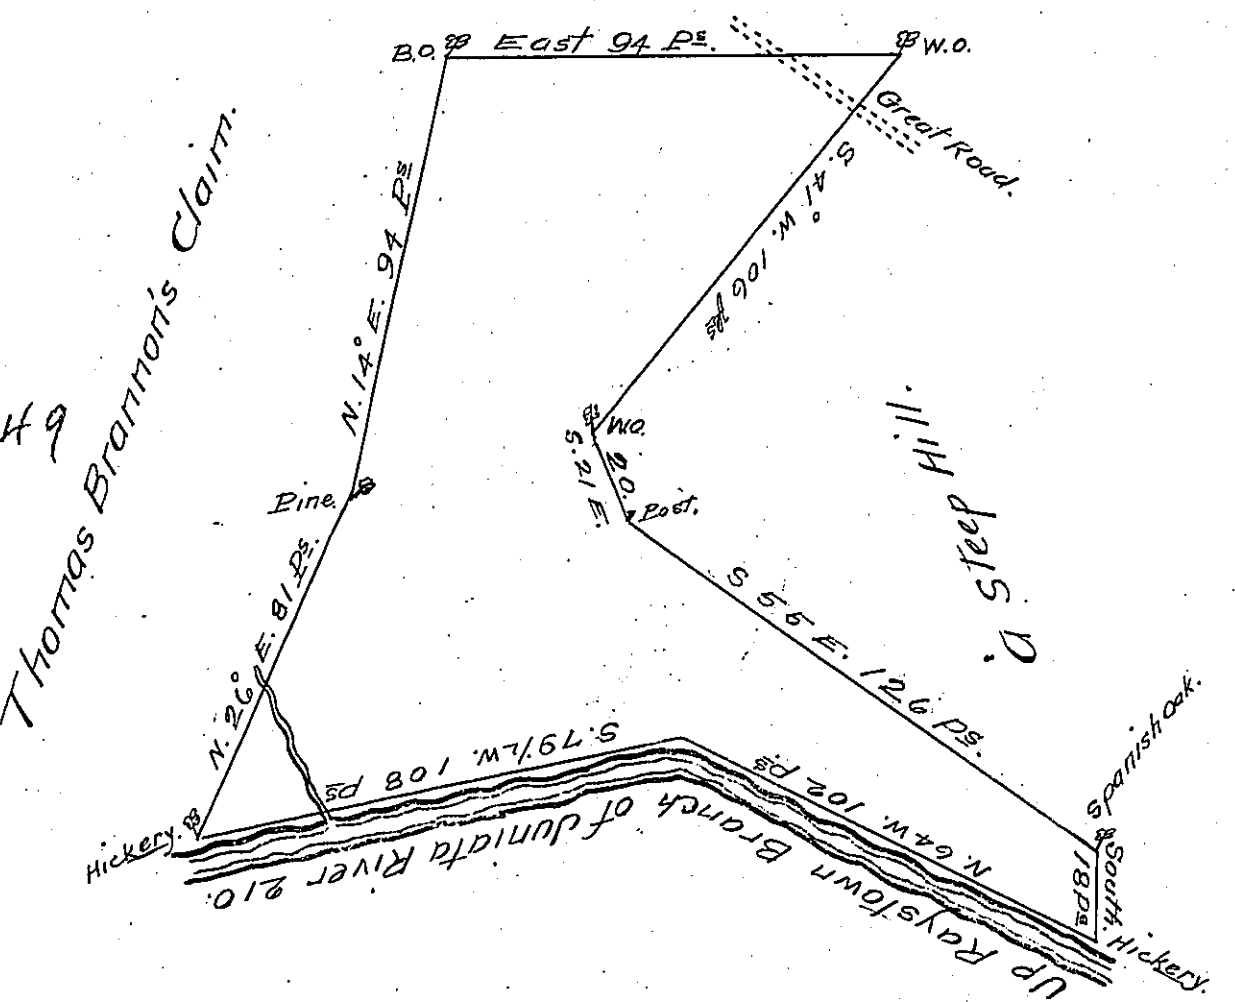 B.O.
East 94 Ps.
W.O.
Great Road.
S. 41° W. 106 ps
N. 14° E. 94 Ps
Thomas Brannon's Claim.
49
W.O.
S. 21 E.
20.
Post.
a Steep Hill.
Pine.
N. 26° E. 81 Ps.
S 55 E. 126 ps.
Spanish Oak.
South.
18 ps
Hickery.
N. 64 W. 102 ps
S. 79½ W. 108 ps
Hickery.
Up Raystown Branch of Juniata River 210.